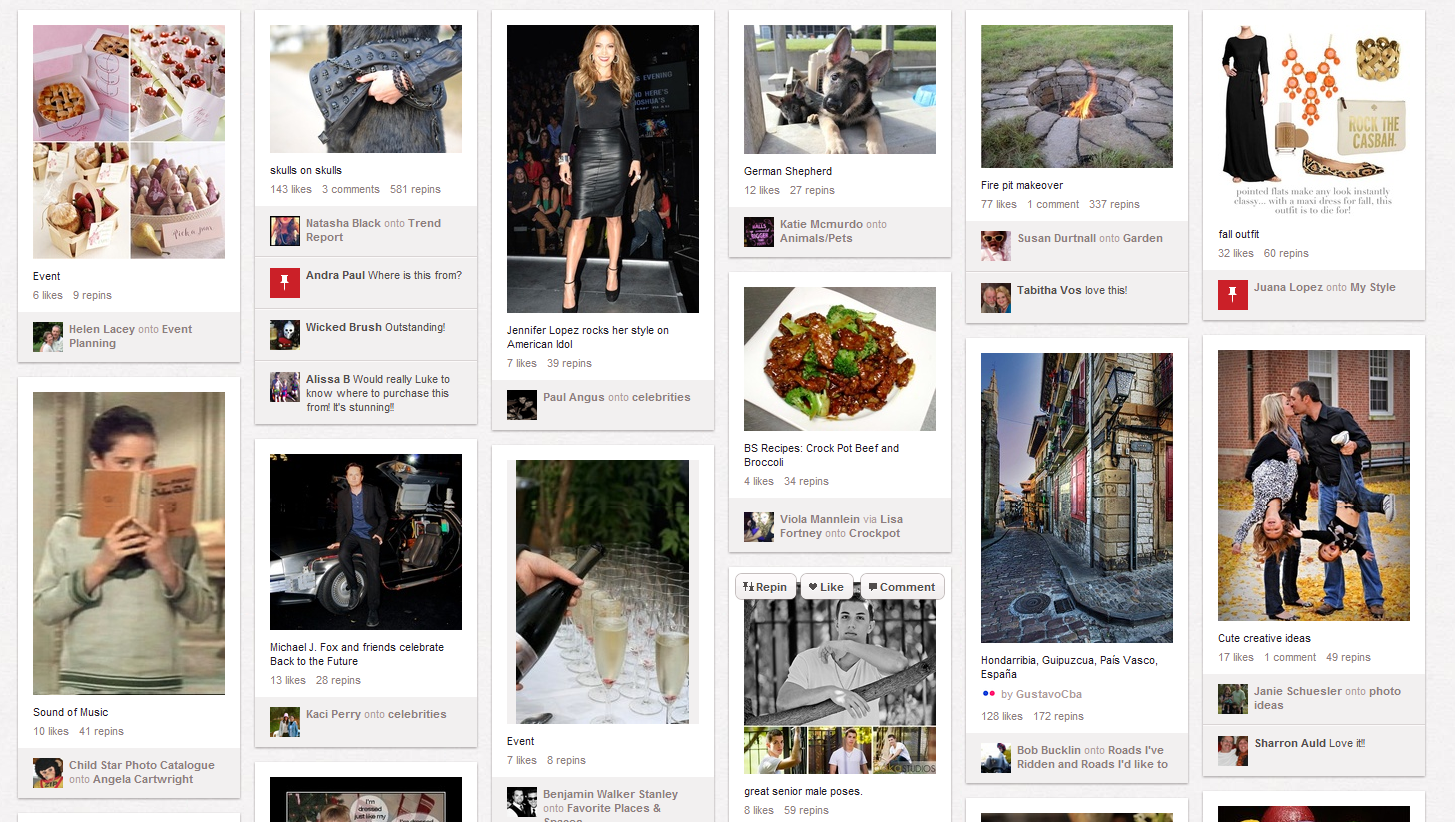 Pick a pear
Event
6 likes 9 repins
Helen Lacey onto Event
Planning
Sound of Music
10 likes 41 repins
Child Star Photo Catalogue
onto Angela Cartwright
skulls on skulls
143 likes 3 comments 581 repins
Natasha Black onto Trend
Report
Andra Paul Where is this from?
Wicked Brush Outstanding!
Alissa B Would really Luke to
know where to purchase this
from! It's stunning!!
Michael J. Fox and friends celebrate
Back to the Future
13 likes 28 repins
Kaci Perry onto celebrities
I'm
dressed
just like my
Jennifer Lopez rocks her style on
American Idol
7 likes 39 repins
Paul Angus onto celebrities
Event
7 likes 8 repins
Benjamin Walker Stanley
onto Favorite Places &
Spaces
German Shepherd
12 likes 27 repins
Katie Mcmurdo onto
Animals/Pets
BS Recipes: Crock Pot Beef and
Broccoli
4 likes 34 repins
Viola Mannlein via Lisa
Fortney onto Crockpot
Repin Like Comment
STUDIOS
great senior male poses.
8 likes 59 repins
Fire pit makeover
77 likes 1 comment 337 repins
Susan Durtnall onto Garden
Tabitha Vos love this!
Hondarribia, Guipuzcua, País Vasco,
España
by GustavoCba
128 likes 172 repins
Bob Bucklin onto Roads I've
Ridden and Roads I'd like to
ROCK THE
CASBAH.
pointed flats make any look instantly
classy... with a maxi dress for fall, this
outfit is to die for!
fall outfit
32 likes 60 repins
Juana Lopez onto My Style
Cute creative ideas
17 likes 1 comment 49 repins
Janie Schuesler onto photo
ideas
Sharron Auld Love it!!